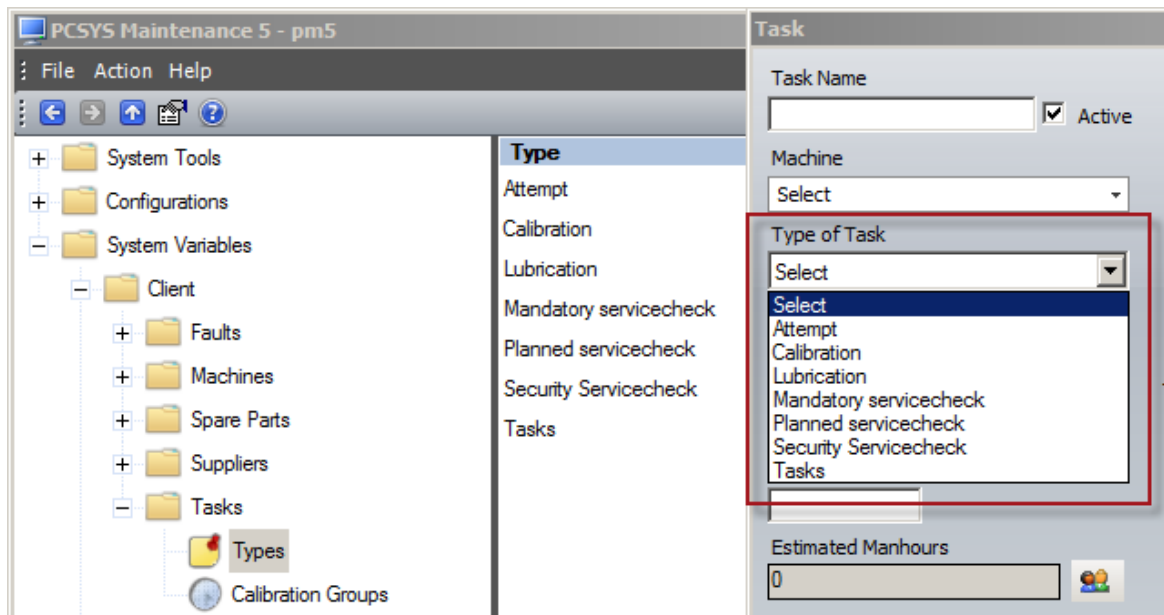 PCSYS Maintenance 5 - pm5
File Action Help
System Tools
Configurations
System Variables
Client
Faults
Machines
Spare Parts
Suppliers
Tasks
Types
Calibration Groups
Type
Attempt
Calibration
Lubrication
Mandatory servicecheck
Planned servicecheck
Security Servicecheck
Tasks
Task
Task Name
Active
Machine
Select
Type of Task
Select
Select
Attempt
Calibration
Lubrication
Mandatory servicecheck
Planned servicecheck
Security Servicecheck
Tasks
Estimated Manhours
0